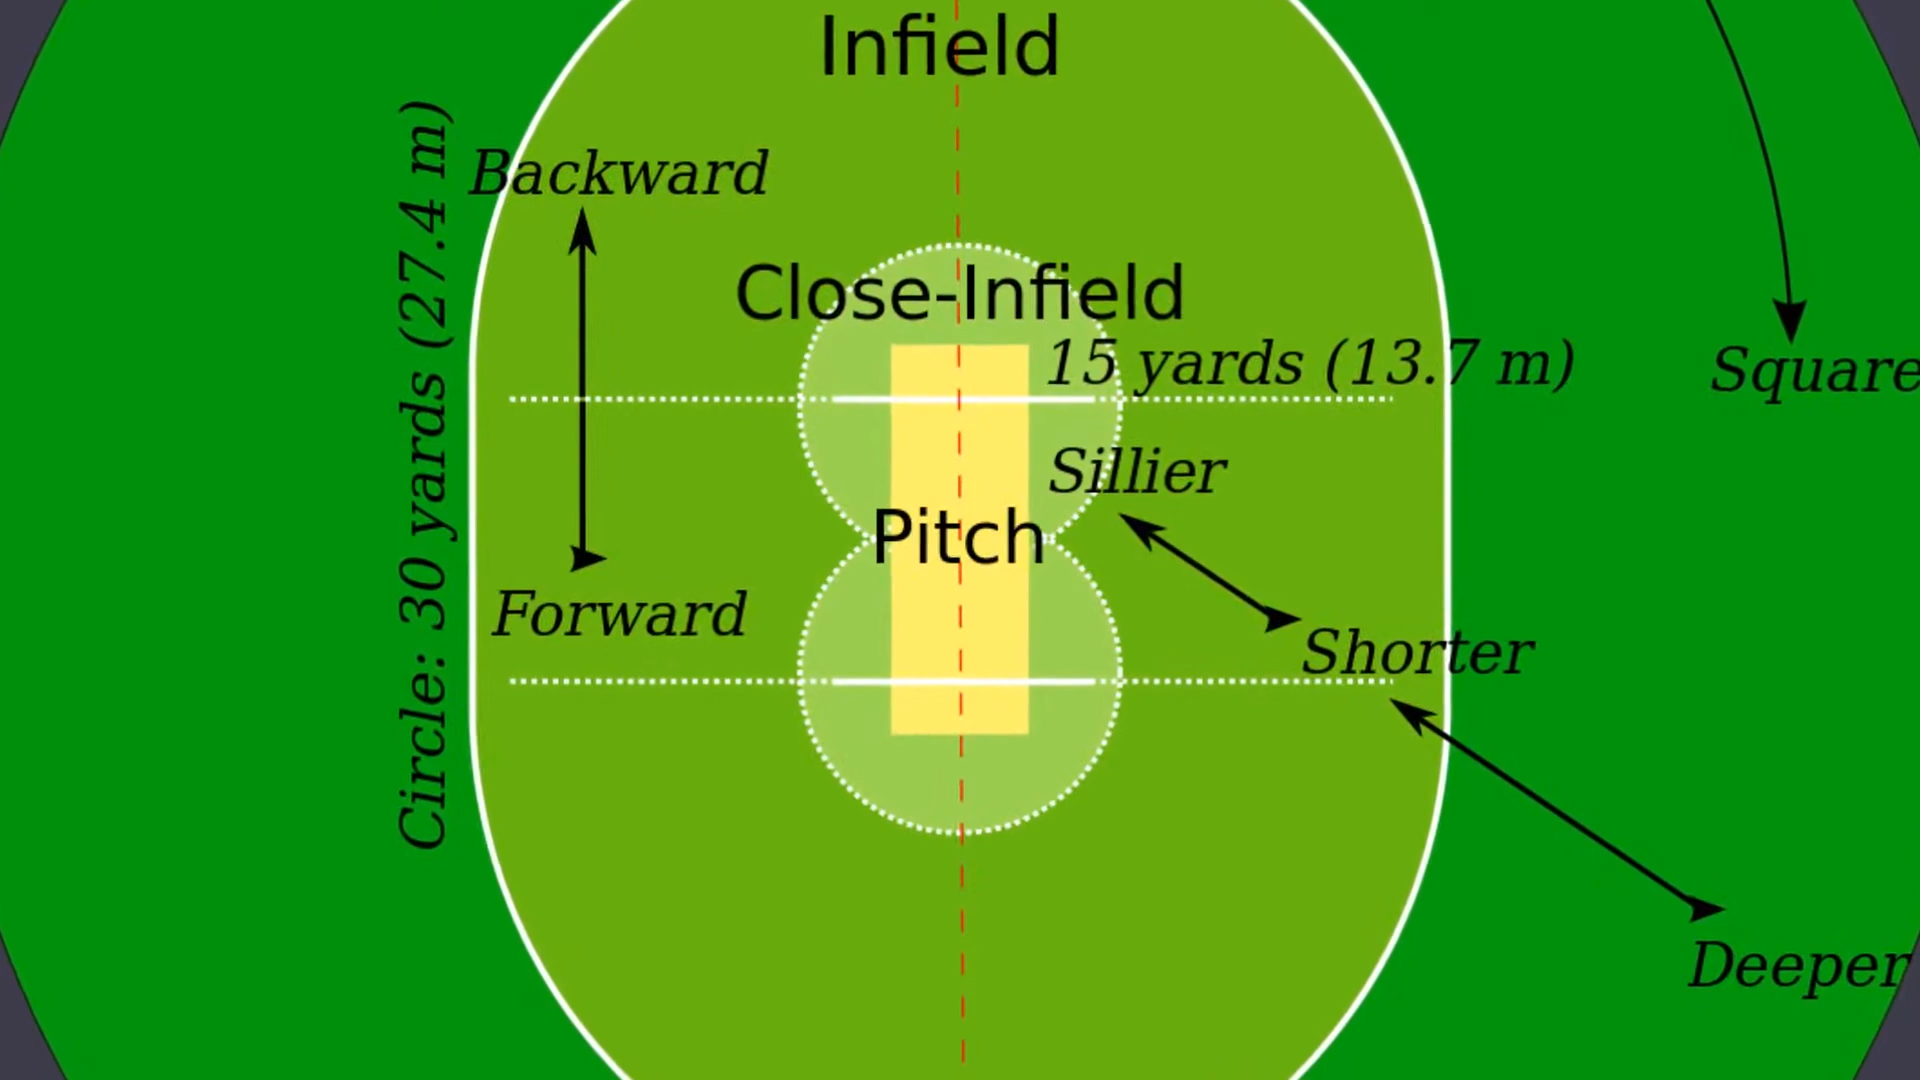 Infield
Backward
Circle: 30 yards (27.4 m)
Close-Infield
15 yards (13.7 m)
Square
Sillier
Pitch
Forward
Shorter
Deeper